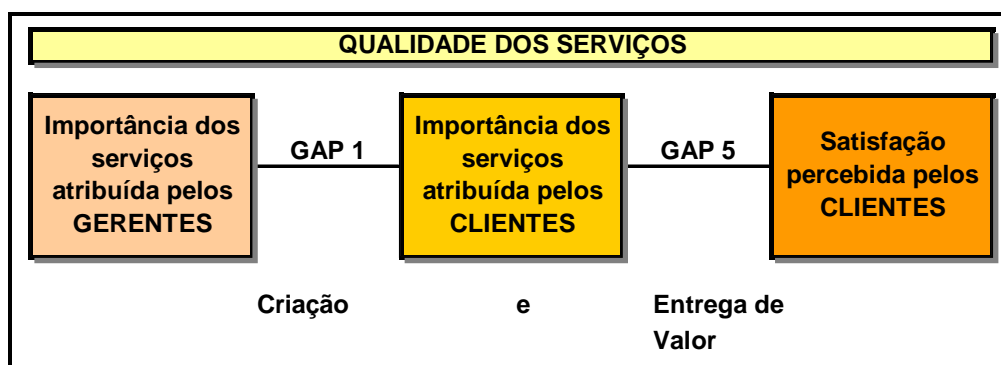 QUALIDADE DOS SERVIÇOS
Importância dos
serviços
atribuída pelos
GERENTES
GAP 1
Importância dos
serviços
atribuída pelos
CLIENTES
GAP 5
Satisfação
percebida pelos
CLIENTES
Criação
e
Entrega de
Valor